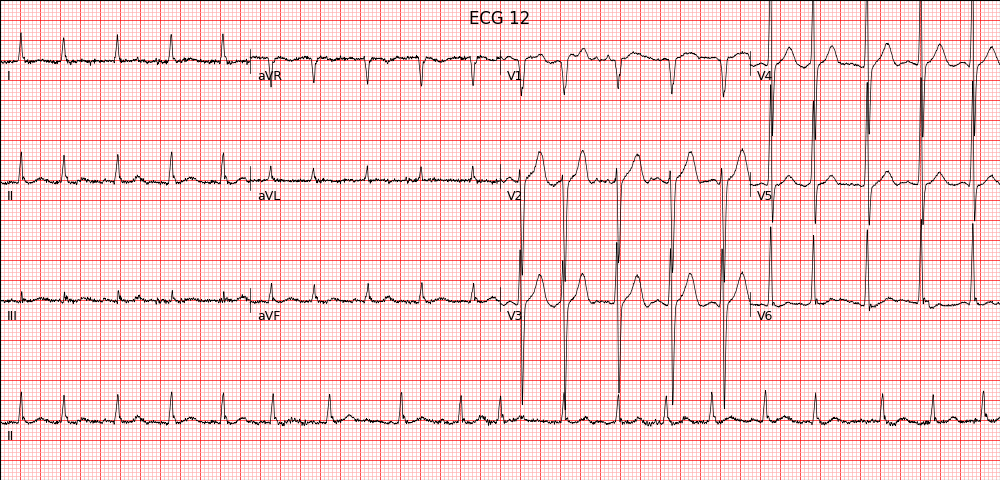 ECG 12
I aVR V1 V4
II aVL V2 V5
III aVF V3 V6
II